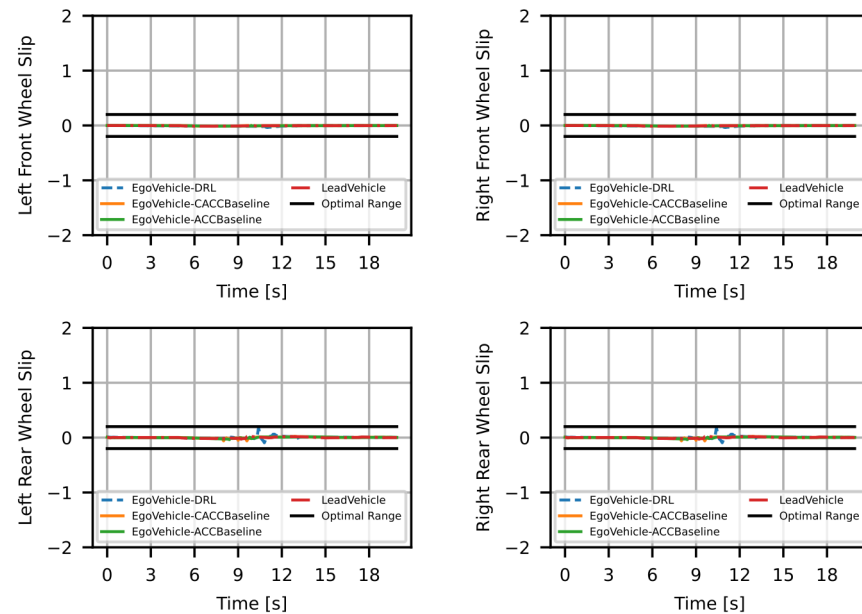 Left Front Wheel Slip
2
1
0
−1
−2
EgoVehicle-DRL
EgoVehicle-CACCBaseline
EgoVehicle-ACCBaseline
LeadVehicle
Optimal Range
0 3 6 9 12 15 18
Time [s]
Right Front Wheel Slip
2
1
0
−1
−2
EgoVehicle-DRL
EgoVehicle-CACCBaseline
EgoVehicle-ACCBaseline
LeadVehicle
Optimal Range
0 3 6 9 12 15 18
Time [s]
Left Rear Wheel Slip
2
1
0
−1
−2
EgoVehicle-DRL
EgoVehicle-CACCBaseline
EgoVehicle-ACCBaseline
LeadVehicle
Optimal Range
0 3 6 9 12 15 18
Time [s]
Right Rear Wheel Slip
2
1
0
−1
−2
EgoVehicle-DRL
EgoVehicle-CACCBaseline
EgoVehicle-ACCBaseline
LeadVehicle
Optimal Range
0 3 6 9 12 15 18
Time [s]